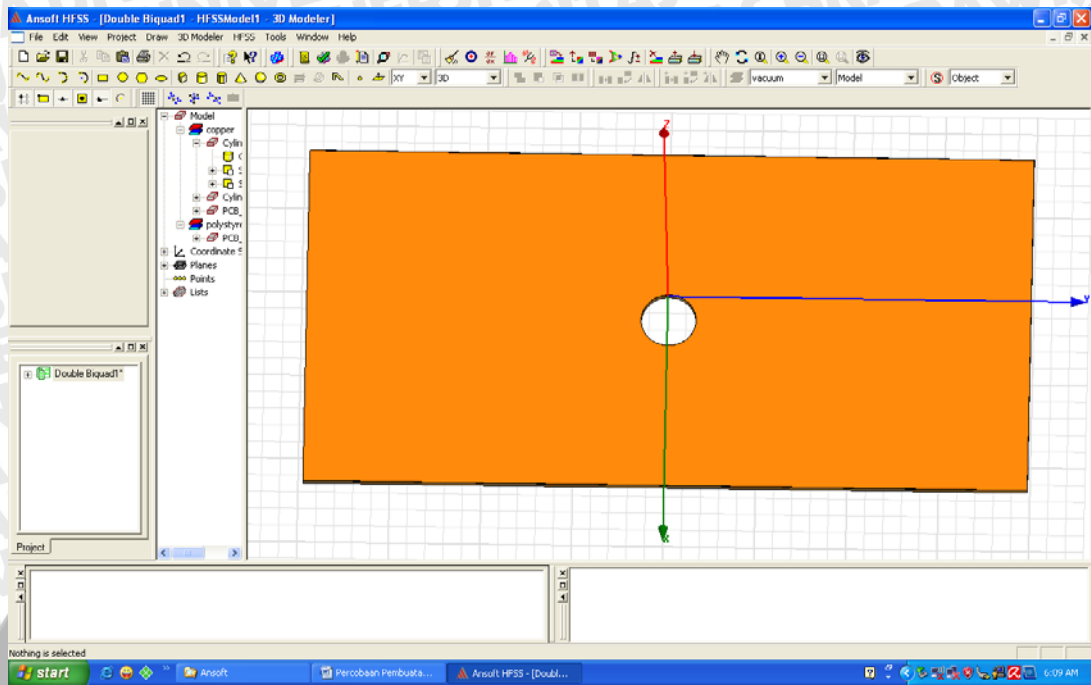 Ansoft HFSS - [Double Biquad1 - HFSSModel1 - 3D Modeler]
File Edit View Project Draw 3D Modeler HFSS Tools Window Help
XY 3D vacuum Model Object
Model
copper
Cylin
Cylin
PCB_
polystyre
PCB_
Coordinate S
Planes
Points
Lists
Z
Y
Double Biquad1*
Project
Nothing is selected
start Ansoft Percobaan Pembuata... Ansoft HFSS - [Doubl... 6:09 AM